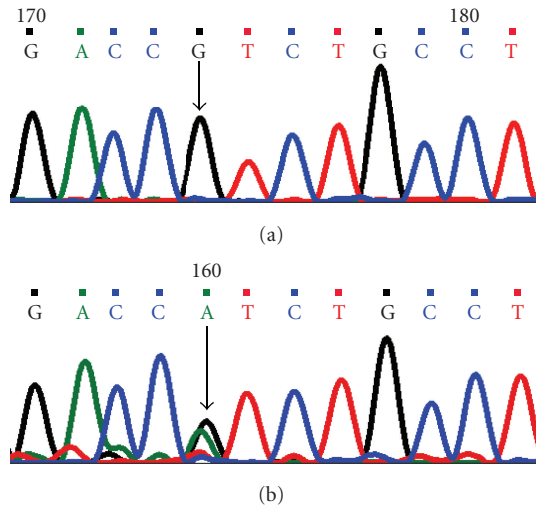 170 180
G A C C G T C T G C C T
(a)
160
G A C C A T C T G C C T
(b)